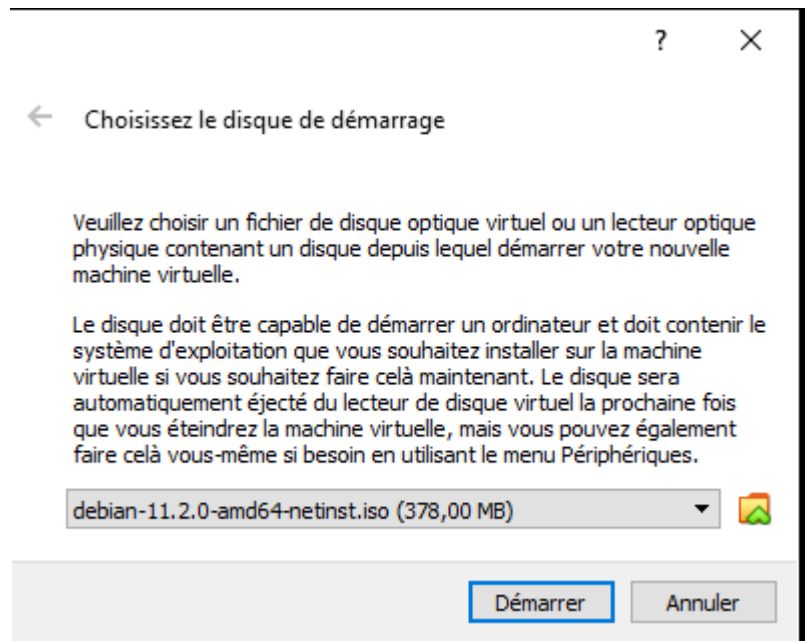 ?
Choisissez le disque de démarrage
Veuillez choisir un fichier de disque optique virtuel ou un lecteur optique
physique contenant un disque depuis lequel démarrer votre nouvelle
machine virtuelle.
Le disque doit être capable de démarrer un ordinateur et doit contenir le
système d'exploitation que vous souhaitez installer sur la machine
virtuelle si vous souhaitez faire celà maintenant. Le disque sera
automatiquement éjecté du lecteur de disque virtuel la prochaine fois
que vous éteindrez la machine virtuelle, mais vous pouvez également
faire celà vous-même si besoin en utilisant le menu Périphériques.
debian-11.2.0-amd64-netinst.iso (378,00 MB)
Démarrer Annuler